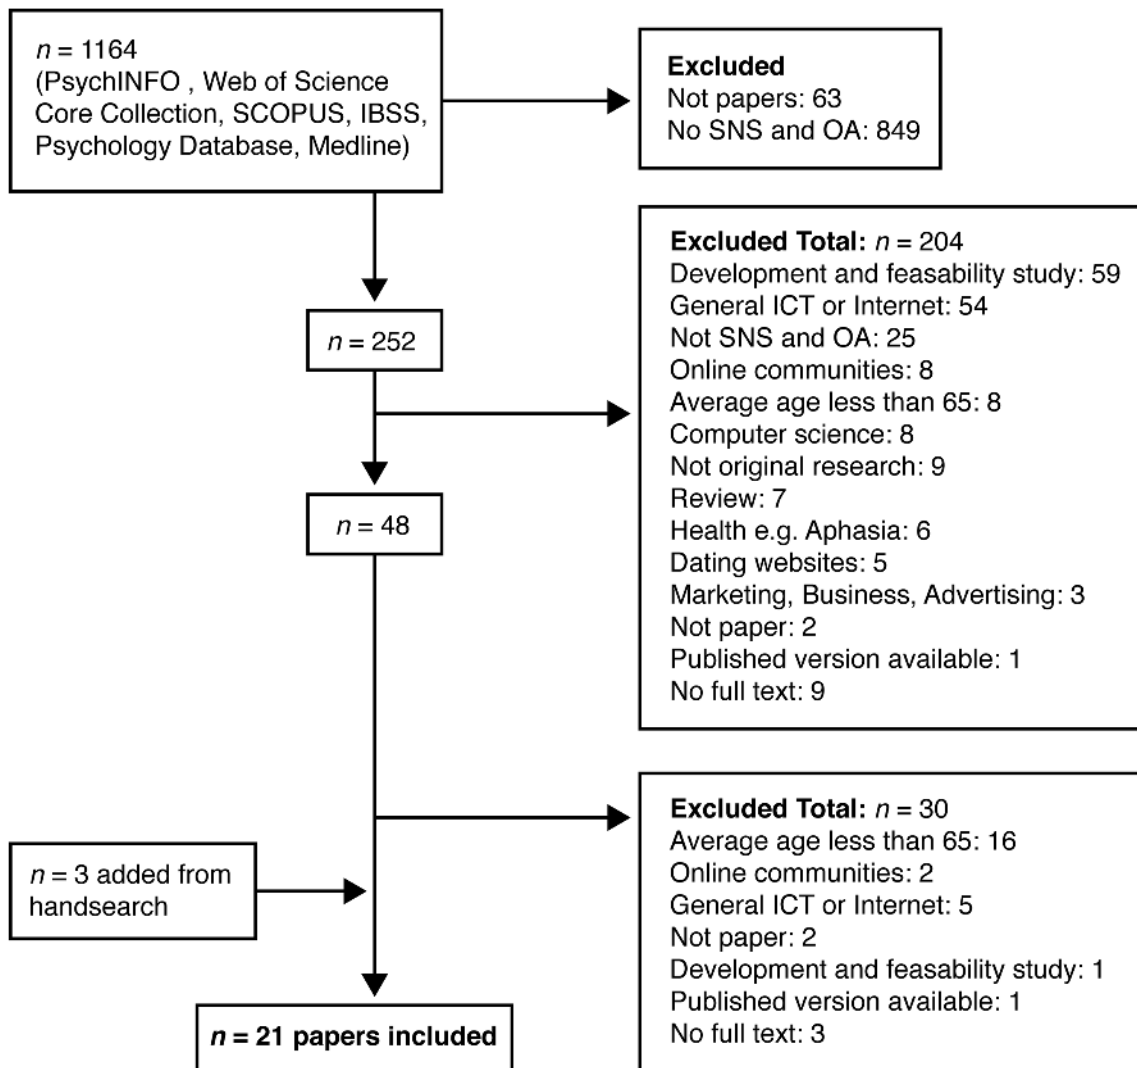 n = 1164
(PsychINFO , Web of Science
Core Collection, SCOPUS, IBSS,
Psychology Database, Medline)
Excluded
Not papers: 63
No SNS and OA: 849
n = 252
Excluded Total: n = 204
Development and feasability study: 59
General ICT or Internet: 54
Not SNS and OA: 25
Online communities: 8
Average age less than 65: 8
Computer science: 8
Not original research: 9
Review: 7
Health e.g. Aphasia: 6
Dating websites: 5
Marketing, Business, Advertising: 3
Not paper: 2
Published version available: 1
No full text: 9
n = 48
Excluded Total: n = 30
Average age less than 65: 16
Online communities: 2
General ICT or Internet: 5
Not paper: 2
Development and feasability study: 1
Published version available: 1
No full text: 3
n = 3 added from
handsearch
n = 21 papers included